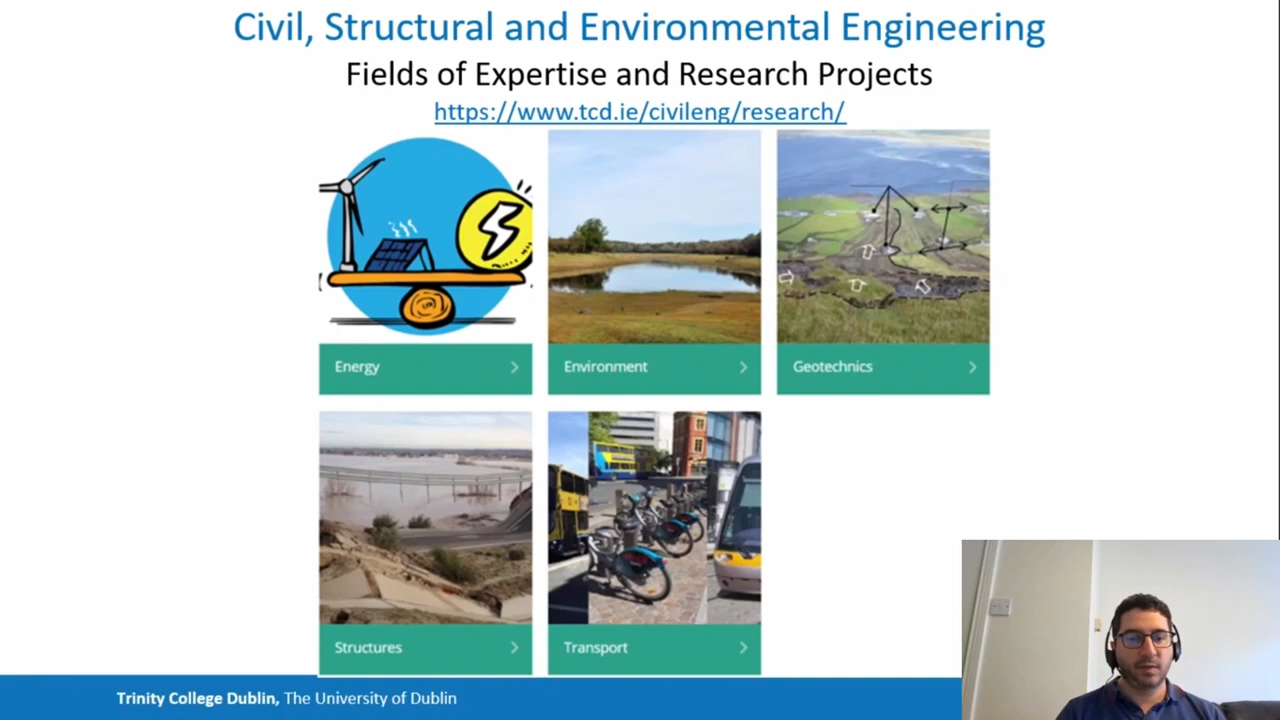 Civil, Structural and Environmental Engineering
Fields of Expertise and Research Projects
https://www.tcd.ie/civileng/research/
Energy
Environment
Geotechnics
Structures
Transport
Trinity College Dublin, The University of Dublin